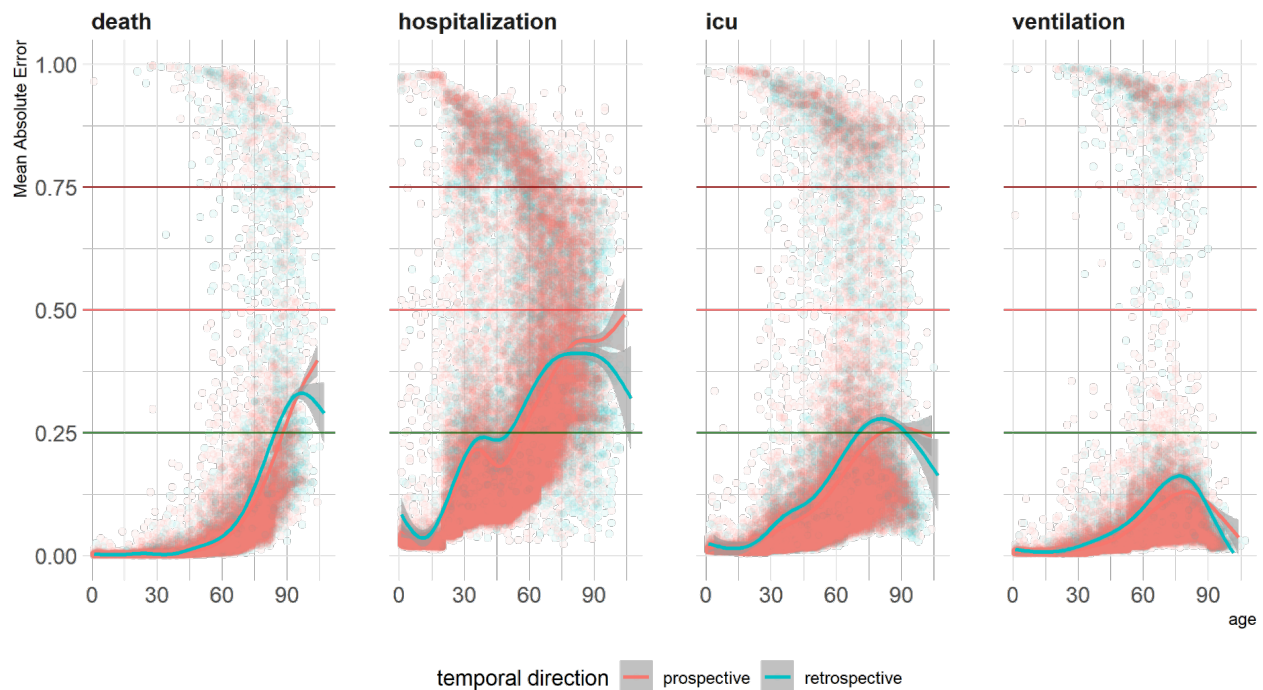 death hospitalization icu ventilation
Mean Absolute Error
1.00
0.75
0.50
0.25
0.00
0 30 60 90 0 30 60 90 0 30 60 90 0 30 60 90
age
temporal direction prospective retrospective